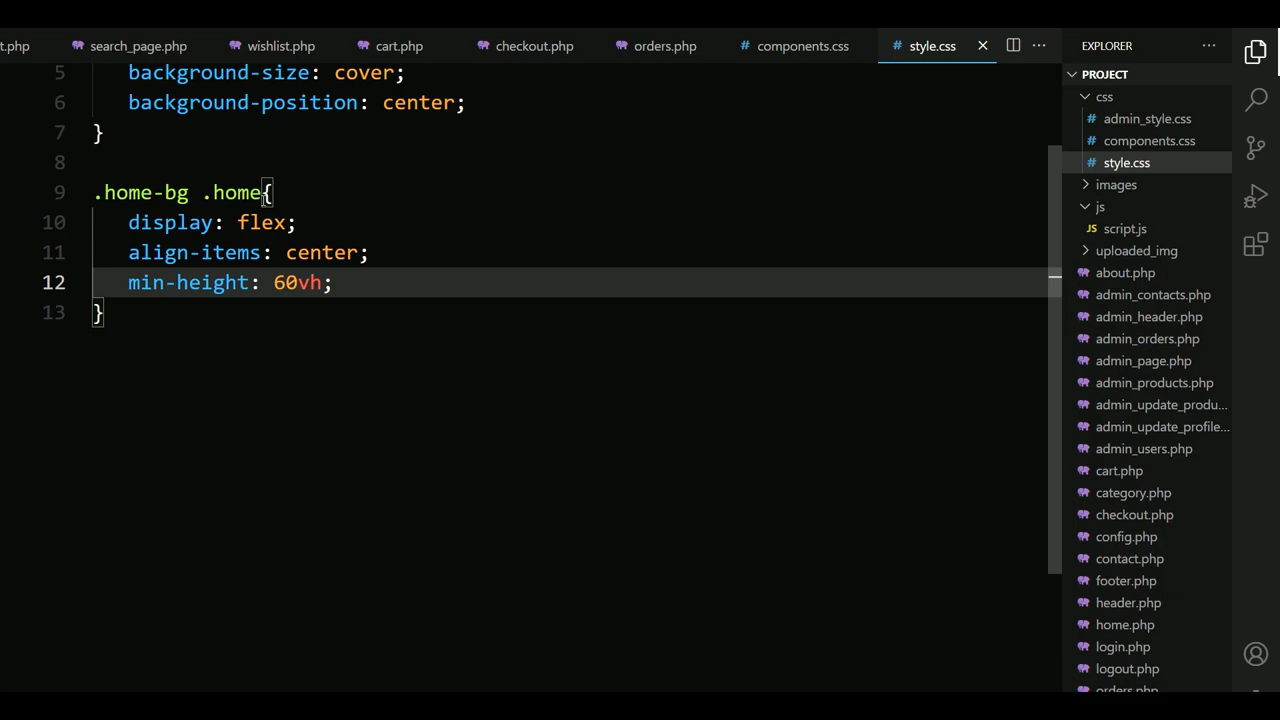 t.php
search_page.php
wishlist.php
cart.php
checkout.php
orders.php
# components.css
# style.css
EXPLORER
5 background-size: cover;
6 background-position: center;
7 }
8
9 .home-bg .home{
10 display: flex;
11 align-items: center;
12 min-height: 60vh;
13 }
PROJECT
css
# admin_style.css
# components.css
# style.css
images
js
JS script.js
uploaded_img
about.php
admin_contacts.php
admin_header.php
admin_orders.php
admin_page.php
admin_products.php
admin_update_produ...
admin_update_profile...
admin_users.php
cart.php
category.php
checkout.php
config.php
contact.php
footer.php
header.php
home.php
login.php
logout.php
orders.php